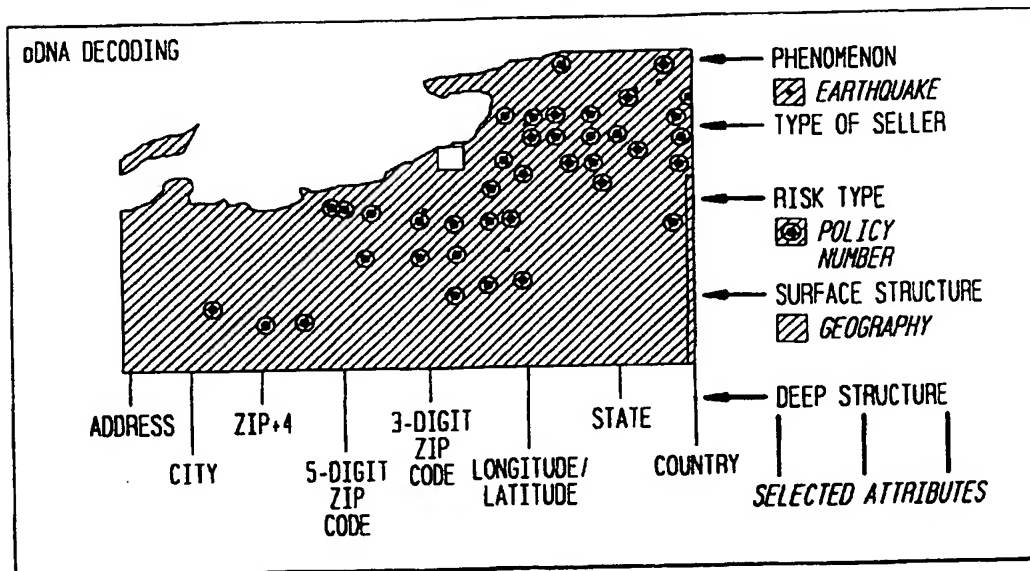 oDNA DECODING
PHENOMENON
EARTHQUAKE
TYPE OF SELLER
RISK TYPE
POLICY
NUMBER
SURFACE STRUCTURE
GEOGRAPHY
DEEP STRUCTURE
SELECTED ATTRIBUTES
ADDRESS
CITY
ZIP+4
5-DIGIT
ZIP
CODE
3-DIGIT
ZIP
CODE
LONGITUDE/
LATITUDE
STATE
COUNTRY